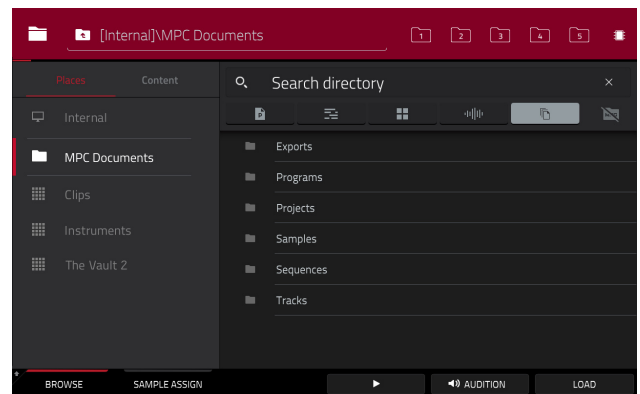 [Internal]\MPC Documents 1 2 3 4 5
Places Content
Search directory
P
Internal
MPC Documents
Clips
Instruments
The Vault 2
Exports
Programs
Projects
Samples
Sequences
Tracks
BROWSE SAMPLE ASSIGN AUDITION LOAD